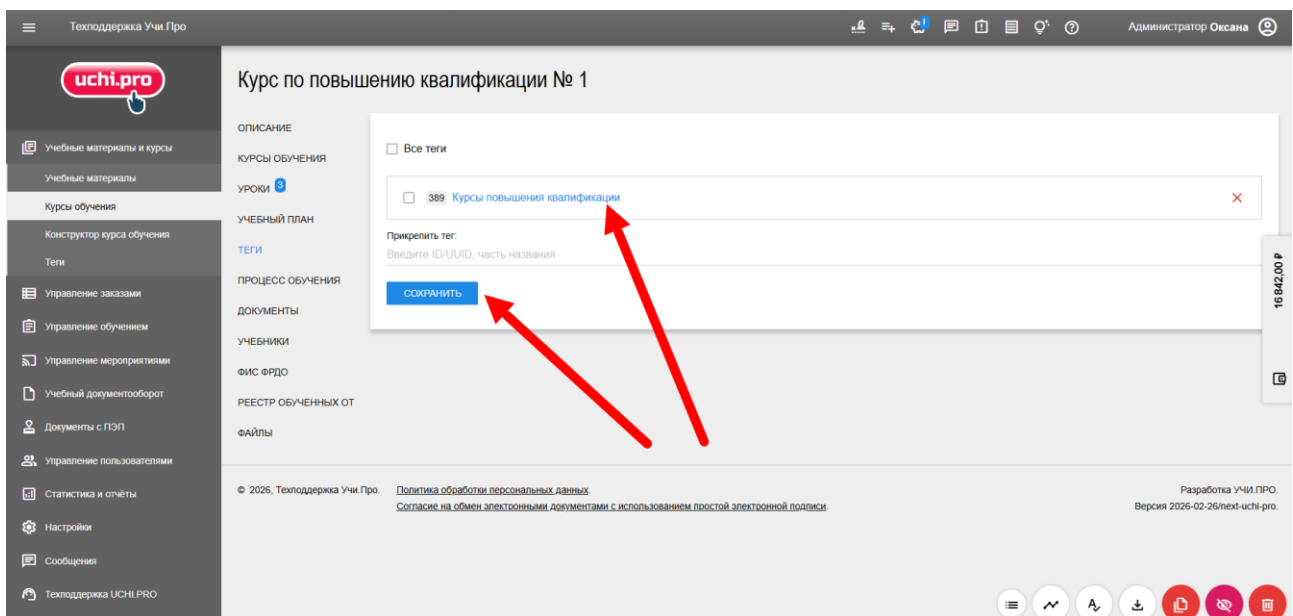 Техподдержка Учи.Про
Администратор Оксана
uchi.pro
Курс по повышению квалификации № 1
Учебные материалы и курсы
Учебные материалы
Курсы обучения
Конструктор курса обучения
Теги
Управление заказами
Управление обучением
Управление мероприятиями
Учебный документооборот
Документы с ПЭП
Управление пользователями
Статистика и отчёты
Настройки
Сообщения
Техподдержка UCHI.PRO
ОПИСАНИЕ
КУРСЫ ОБУЧЕНИЯ
УРОКИ 3
УЧЕБНЫЙ ПЛАН
ТЕГИ
ПРОЦЕСС ОБУЧЕНИЯ
ДОКУМЕНТЫ
УЧЕБНИКИ
ФИС ФРДО
РЕЕСТР ОБУЧЕННЫХ ОТ
ФАЙЛЫ
Все теги
389 Курсы повышения квалификации
Прикрепить тег:
Введите ID/UUID, часть названия
СОХРАНИТЬ
16 842,00 ₽
© 2026, Техподдержка Учи.Про.
Политика обработки персональных данных.
Согласие на обмен электронными документами с использованием простой электронной подписи.
Разработка УЧИ.ПРО.
Версия 2026-02-26/next-uchi-pro.